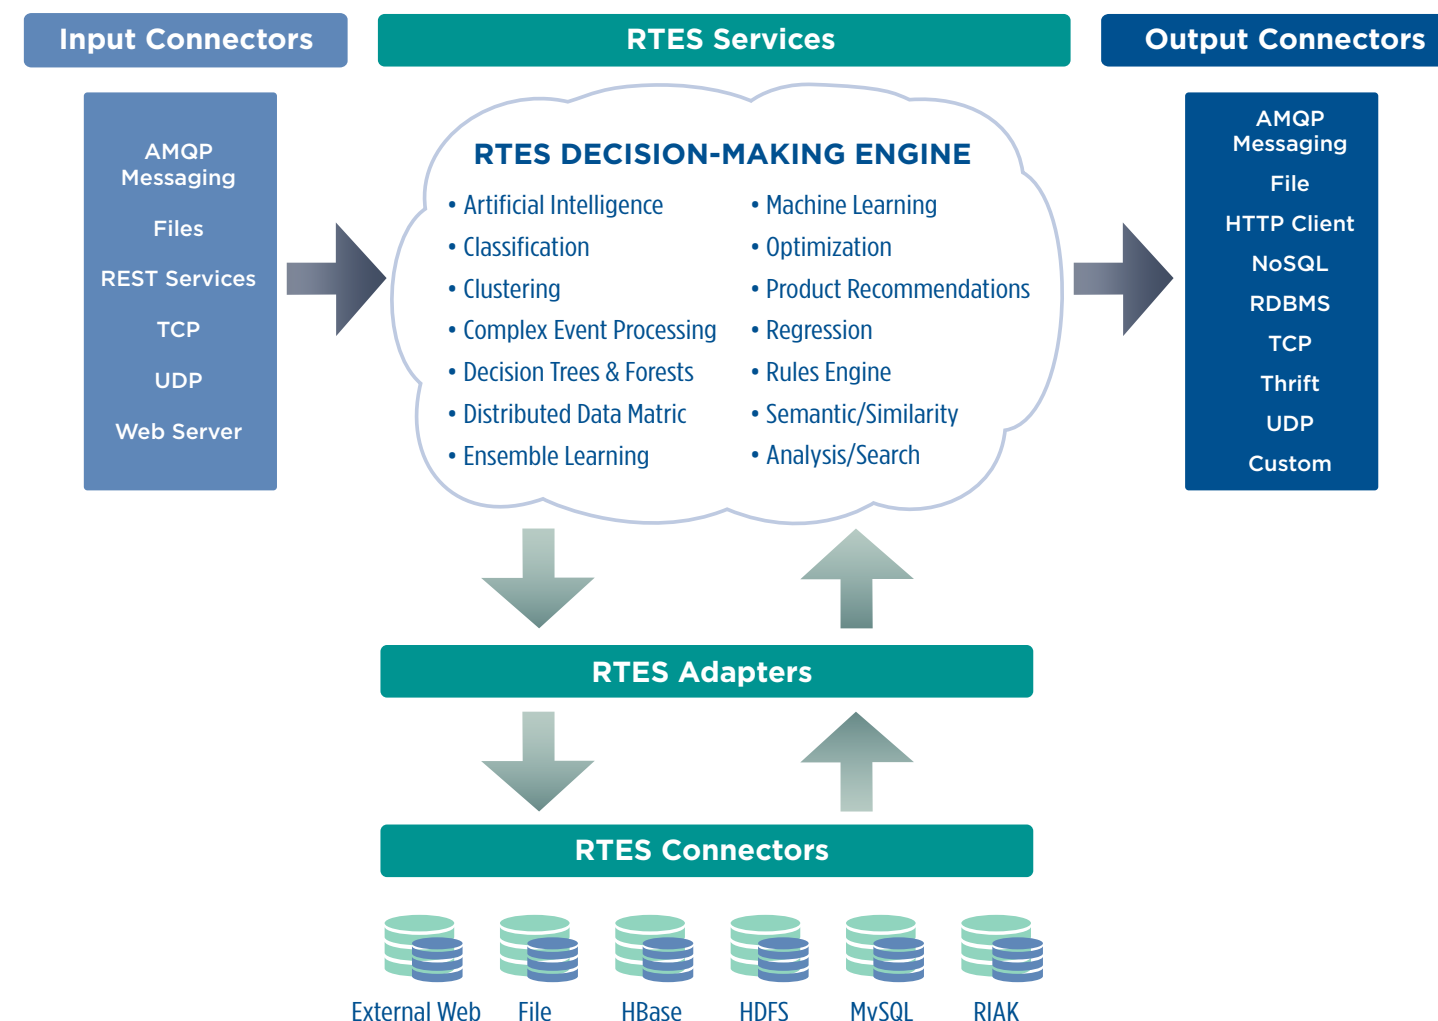 Input Connectors
RTES Services
Output Connectors
AMQP
Messaging
Files
REST Services
TCP
UDP
Web Server
RTES DECISION-MAKING ENGINE
• Artificial Intelligence
• Classification
• Clustering
• Complex Event Processing
• Decision Trees & Forests
• Distributed Data Matric
• Ensemble Learning
• Machine Learning
• Optimization
• Product Recommendations
• Regression
• Rules Engine
• Semantic/Similarity
• Analysis/Search
AMQP
Messaging
File
HTTP Client
NoSQL
RDBMS
TCP
Thrift
UDP
Custom
RTES Adapters
RTES Connectors
External Web
File
HBase
HDFS
MySQL
RIAK